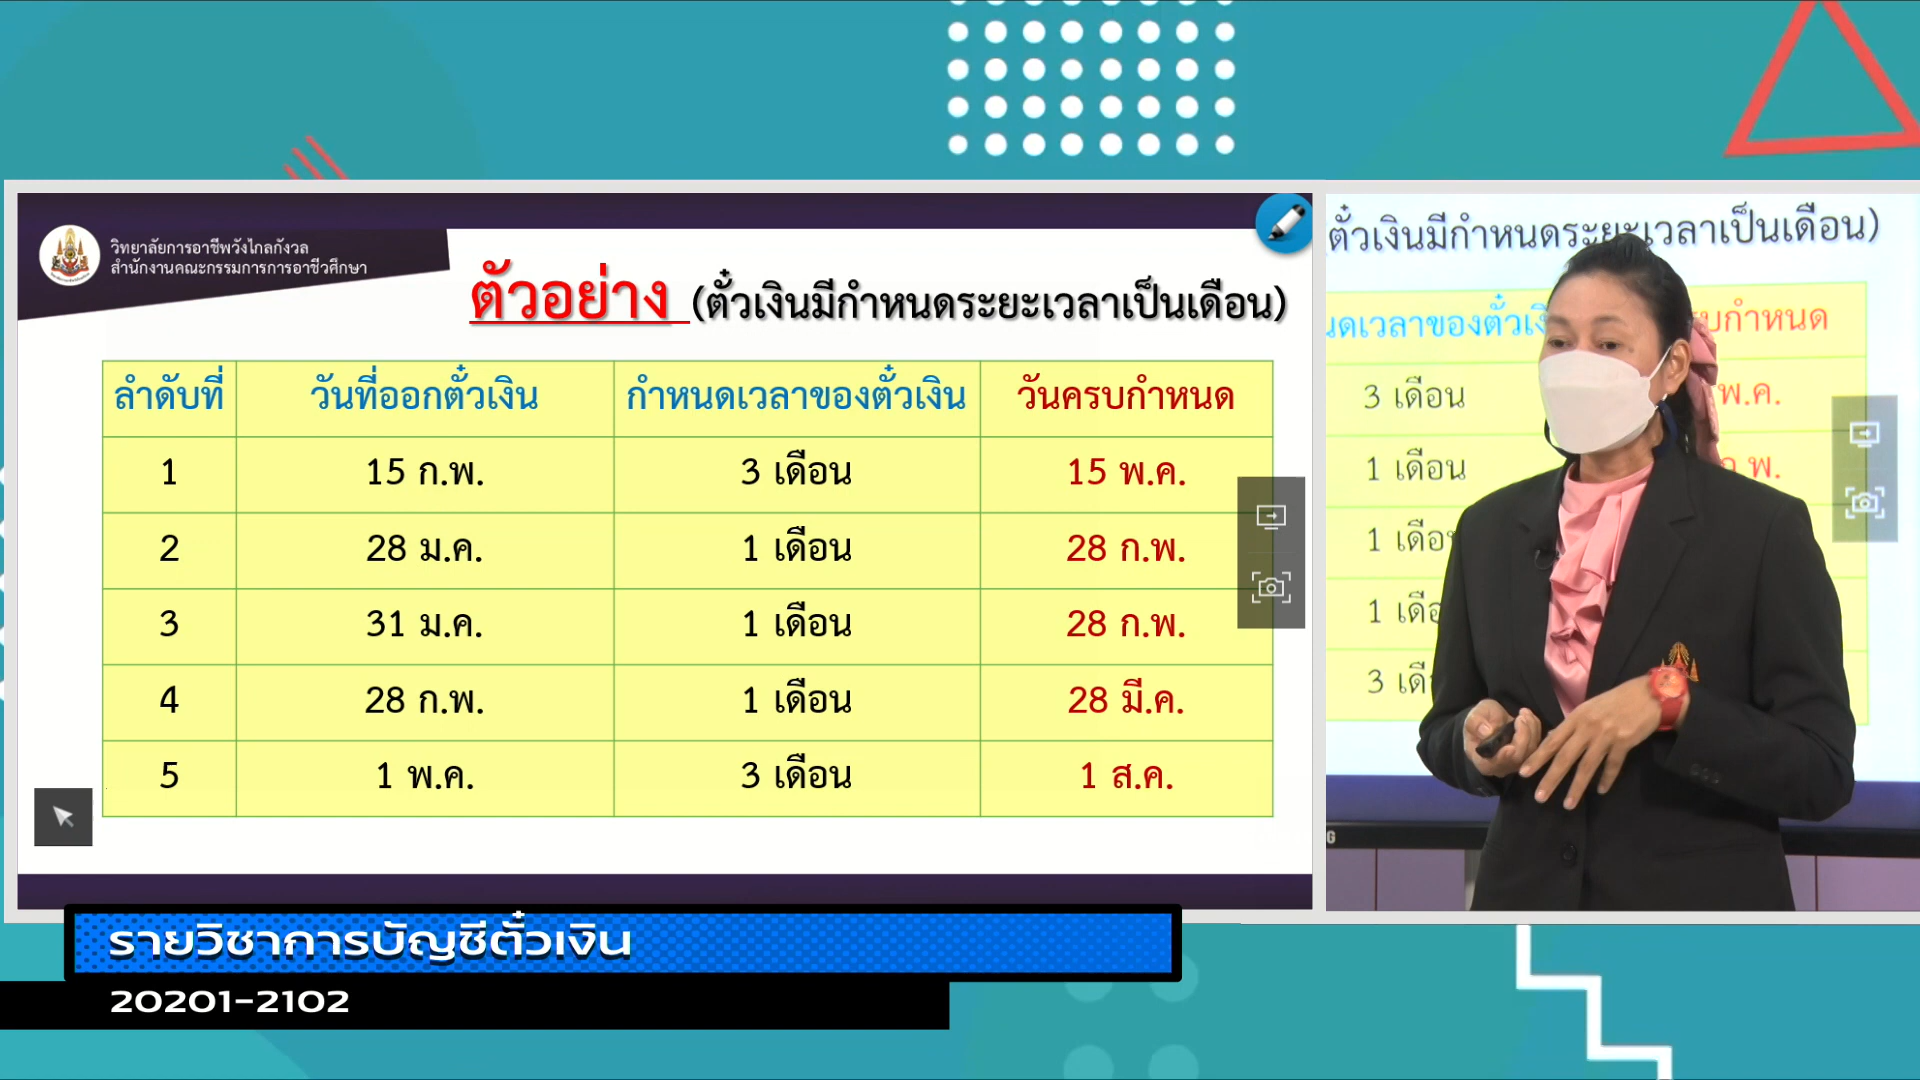 วิทยาลัยการอาชีพวังไกลกังวล
สำนักงานคณะกรรมการการอาชีวศึกษา
ตัวอย่าง (ตั๋วเงินมีกำหนดระยะเวลาเป็นเดือน)
ลำดับที่ วันที่ออกตั๋วเงิน กำหนดเวลาของตั๋วเงิน วันครบกำหนด
1 15 ก.พ. 3 เดือน 15 พ.ค.
2 28 ม.ค. 1 เดือน 28 ก.พ.
3 31 ม.ค. 1 เดือน 28 ก.พ.
4 28 ก.พ. 1 เดือน 28 มี.ค.
5 1 พ.ค. 3 เดือน 1 ส.ค.
ตั๋วเงินมีกำหนดระยะเวลาเป็นเดือน)
3 เดือน พ.ค.
1 เดือน ก.พ.
1
1
3
รายวิชาการบัญชีตั๋วเงิน
20201-2102